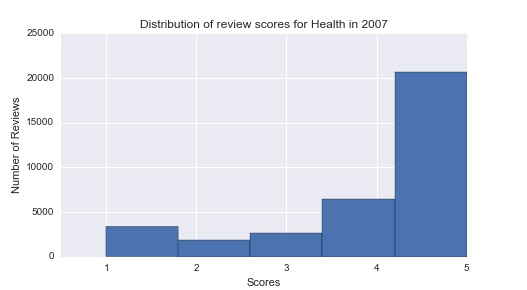 Distribution of review scores for Health in 2007
25000
20000
15000
10000
5000
0
Number of Reviews
1 2 3 4 5
Scores